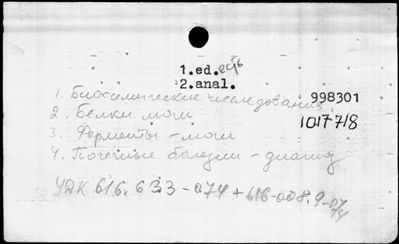 1.ed. есть
2.anal.
1. Биохимические исследования 998301
2. Белки мочи 1017718
3. Ферменты - мочи
4. Почечные болезни - диагноз
УДК 616.633-074+616-008.9-07